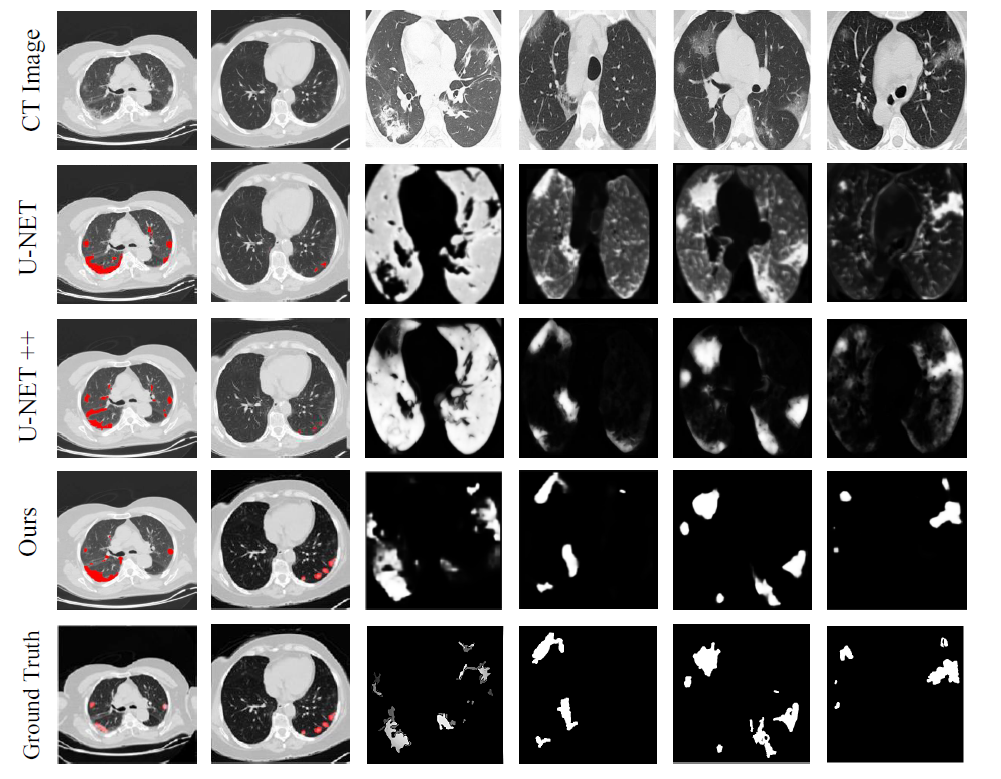 CT Image
U-NET
U-NET ++
Ours
Ground Truth